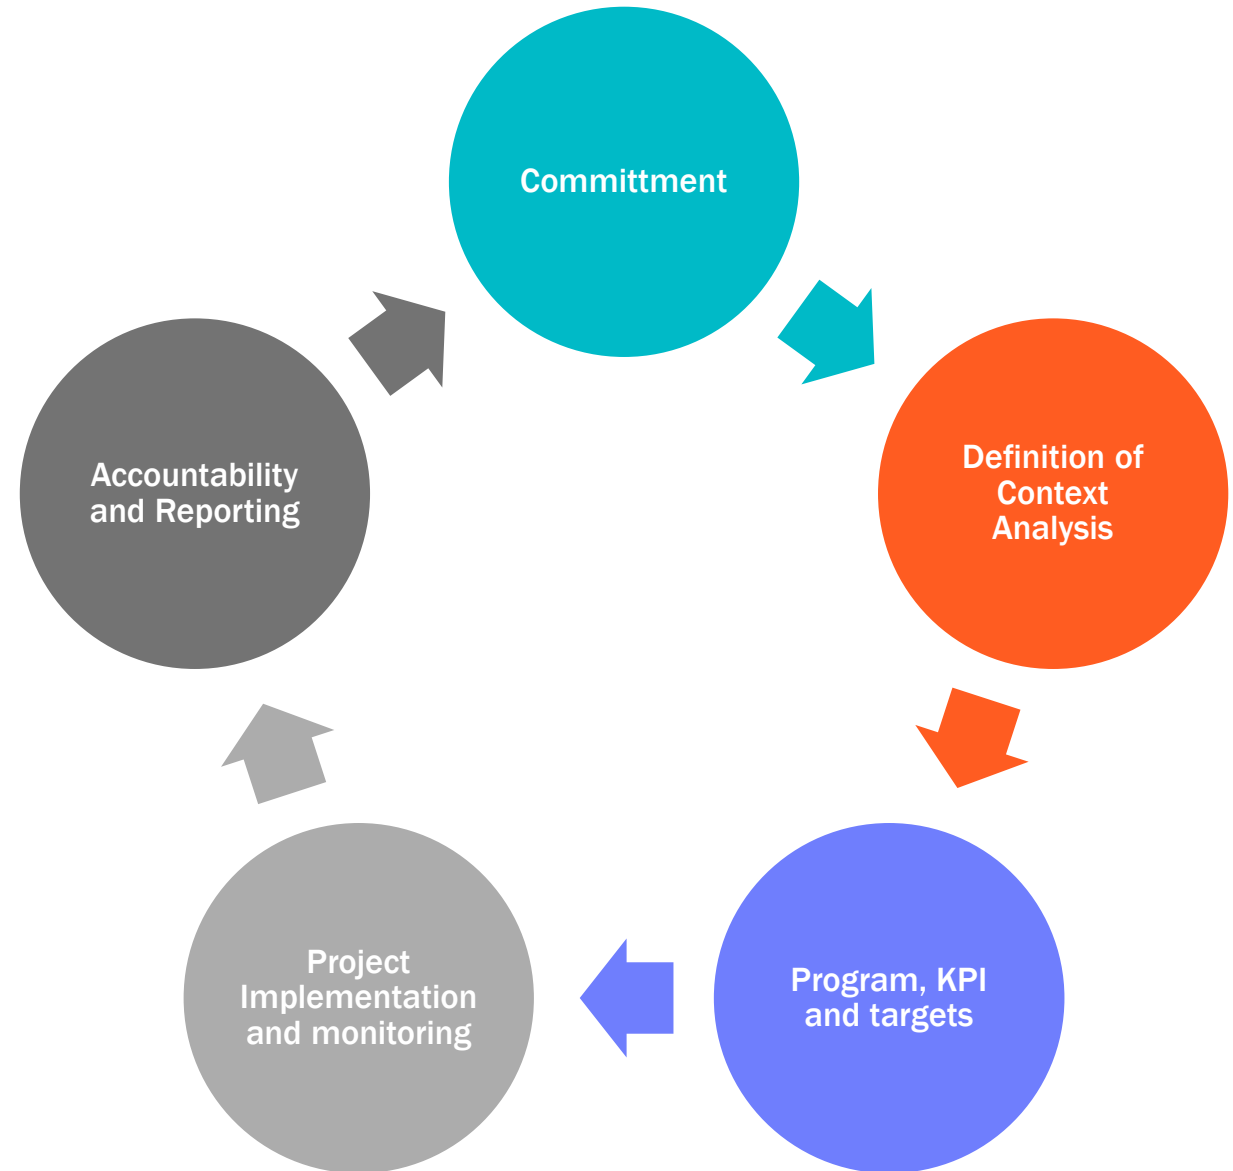 Committment
Definition of
Context
Analysis
Program, KPI
and targets
Project
Implementation
and monitoring
Accountability
and Reporting